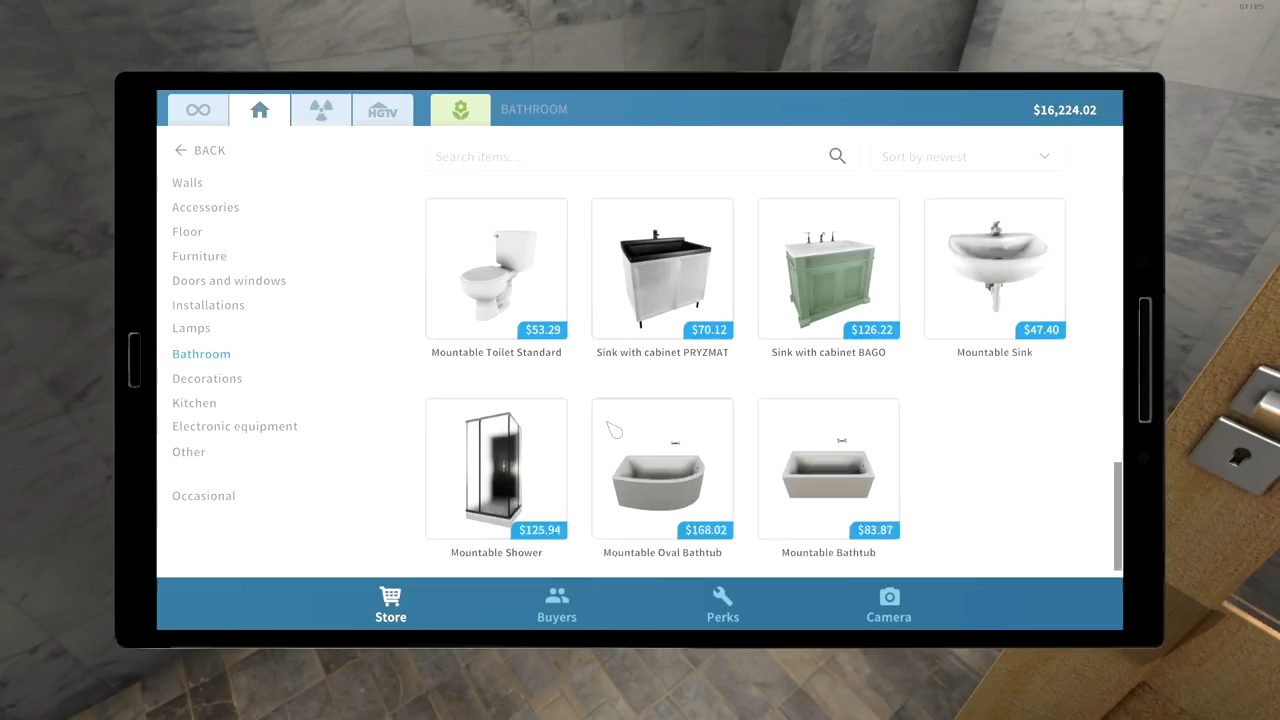 HGTV
BATHROOM
$16,224.02
BACK
Search items...
Sort by newest
Walls
Accessories
Floor
Furniture
Doors and windows
Installations
Lamps
Bathroom
Decorations
Kitchen
Electronic equipment
Other
Occasional
$53.29
$70.12
$126.22
$47.40
Mountable Toilet Standard
Sink with cabinet PRYZMAT
Sink with cabinet BAGO
Mountable Sink
$125.94
$168.02
$83.87
Mountable Shower
Mountable Oval Bathtub
Mountable Bathtub
Store
Buyers
Perks
Camera